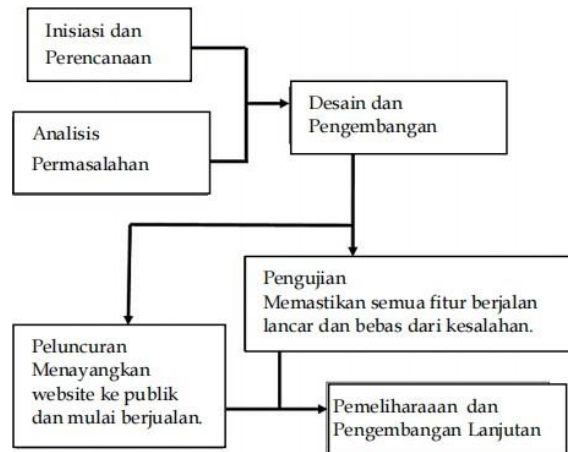 Inisiasi dan
Perencanaan
Analisis
Permasalahan
Desain dan
Pengembangan
Pengujian
Memastikan semua fitur berjalan
lancar dan bebas dari kesalahan.
Peluncuran
Menayangkan
website ke publik
dan mulai berjualan.
Pemeliharaaan dan
Pengembangan Lanjutan